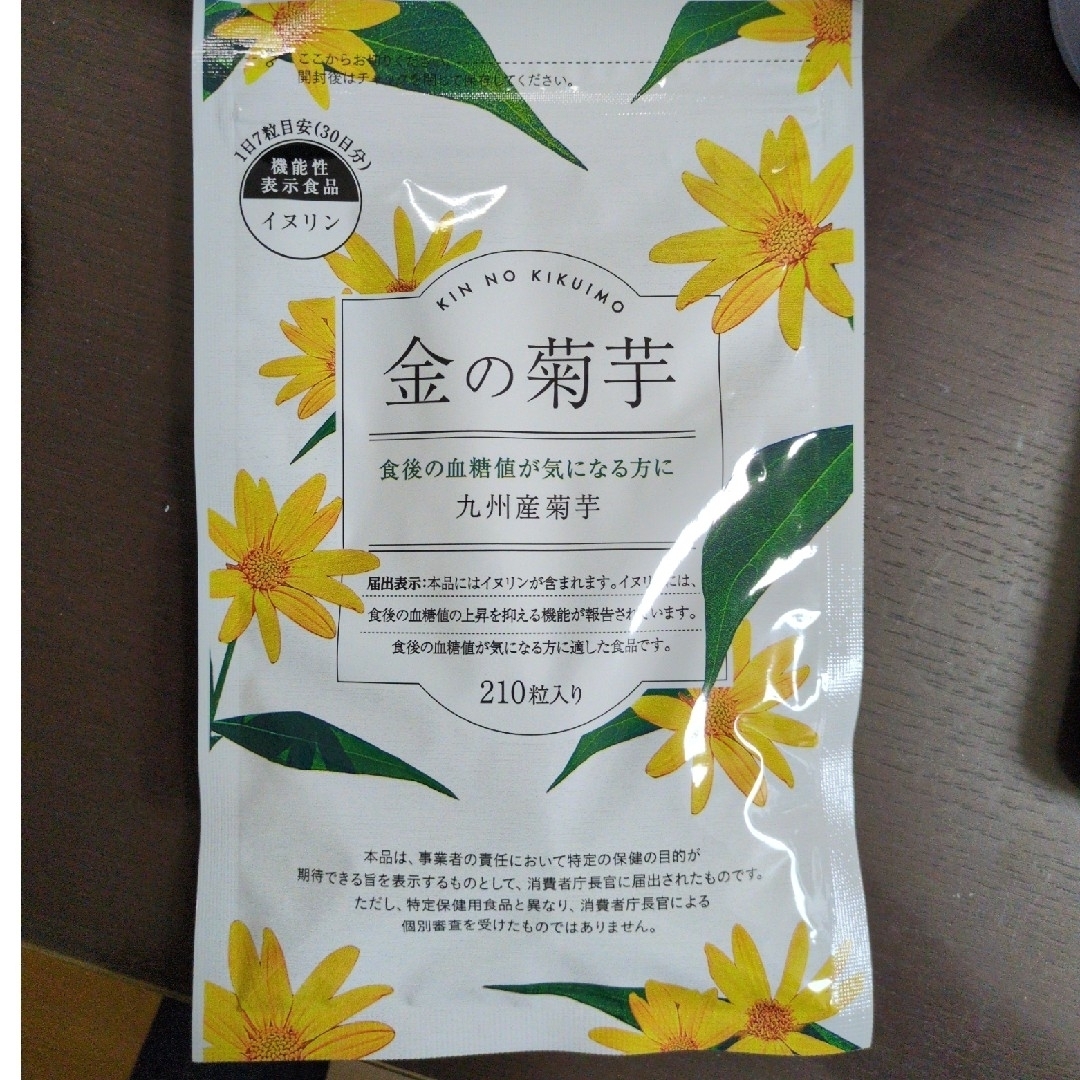 ここからお切りください。
開封後はチャックを閉じて保存してください。
1日7粒目安(30日分)
機能性
表示食品
イヌリン
KIN NO KIKUIMO
金の菊芋
食後の血糖値が気になる方に
九州産菊芋
届出表示:本品にはイヌリンが含まれます。イヌリンには、
食後の血糖値の上昇を抑える機能が報告されています。
食後の血糖値が気になる方に適した食品です。
210粒入り
本品は、事業者の責任において特定の保健の目的が
期待できる旨を表示するものとして、消費者庁長官に届出されたものです。
ただし、特定保健用食品と異なり、消費者庁長官による
個別審査を受けたものではありません。